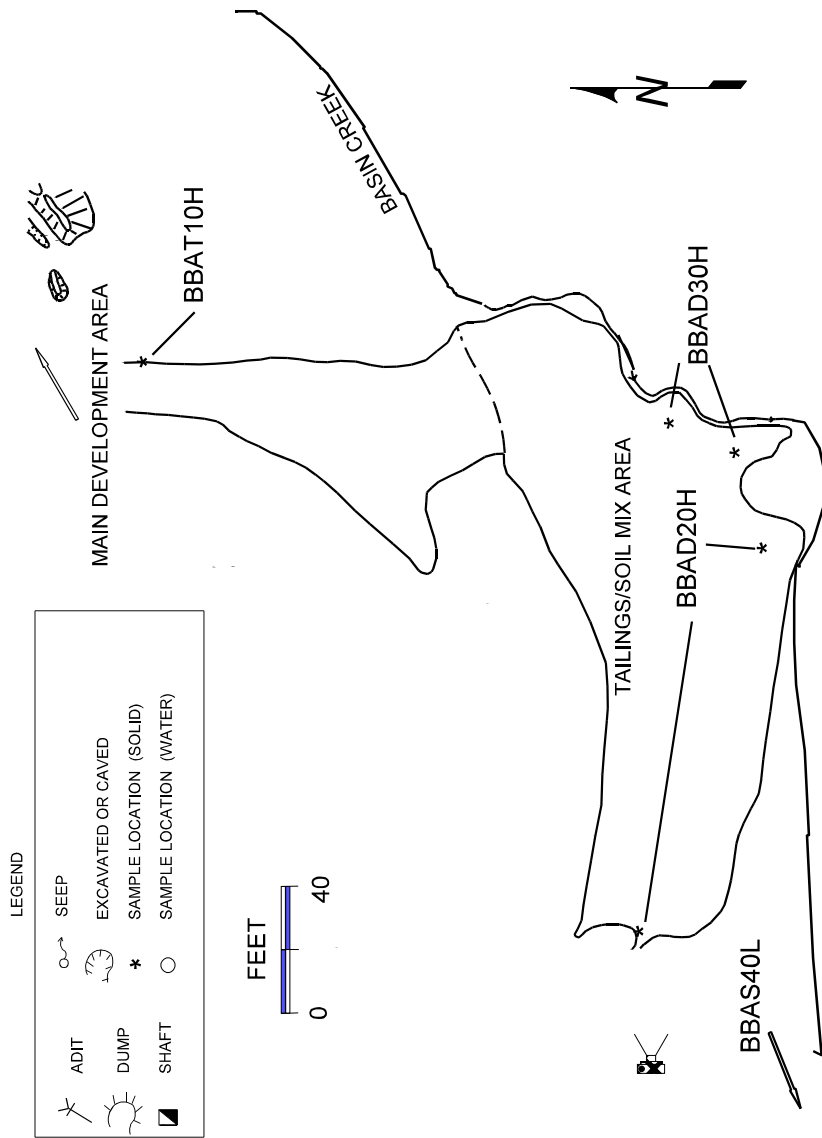 LEGEND
ADIT
SEEP
DUMP
EXCAVATED OR CAVED
SAMPLE LOCATION (SOLID)
SHAFT
SAMPLE LOCATION (WATER)
FEET
0
40
MAIN DEVELOPMENT AREA
BBAT10H
BASIN CREEK
N
TAILINGS/SOIL MIX AREA
BBAD20H
BBAD30H
BBAS40L